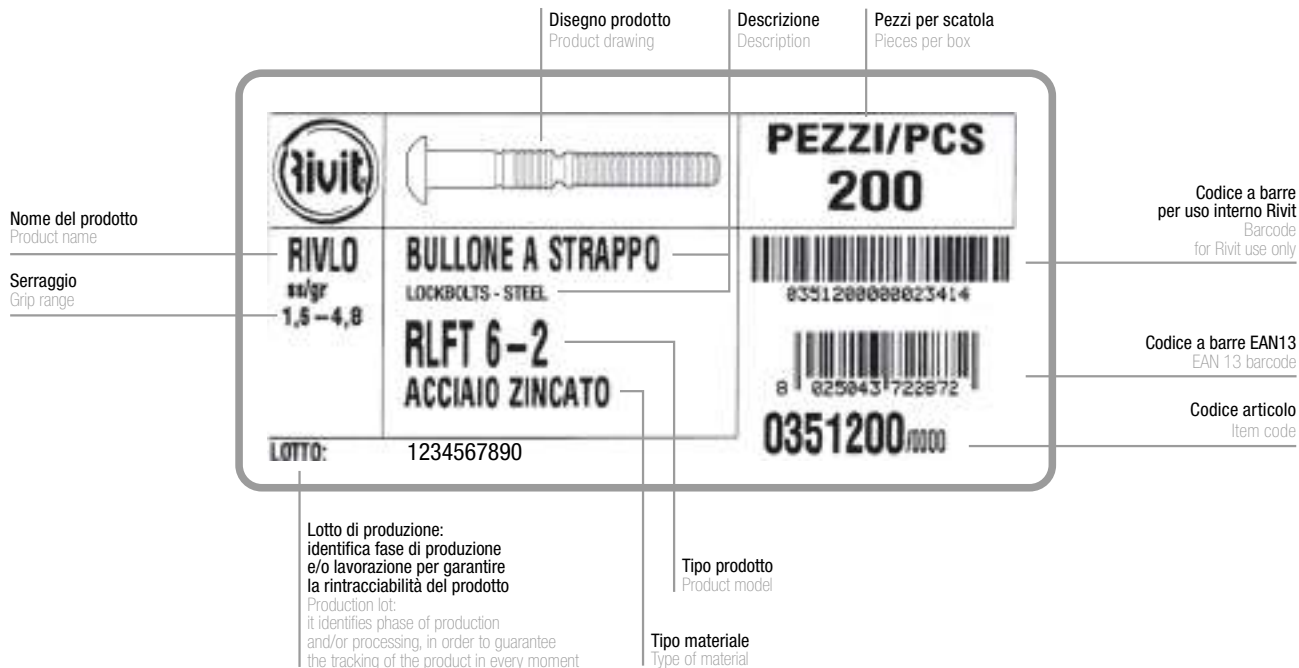 Disegno prodotto
Product drawing
Descrizione
Description
Pezzi per scatola
Pieces per box
Nome del prodotto
Product name
Serraggio
Grip range
Rivit
PEZZI/PCS
200
RIVLO
ss/gr
1,5–4,8
BULLONE A STRAPPO
LOCKBOLTS - STEEL
RLFT 6–2
ACCIAIO ZINCATO
0351200000023414
8 025043 722872
0351200/0000
LOTTO: 1234567890
Codice a barre
per uso interno Rivit
Barcode
for Rivit use only
Codice a barre EAN13
EAN 13 barcode
Codice articolo
Item code
Lotto di produzione:
identifica fase di produzione
e/o lavorazione per garantire
la rintracciabilità del prodotto
Production lot:
it identifies phase of production
and/or processing, in order to guarantee
the tracking of the product in every moment
Tipo prodotto
Product model
Tipo materiale
Type of material